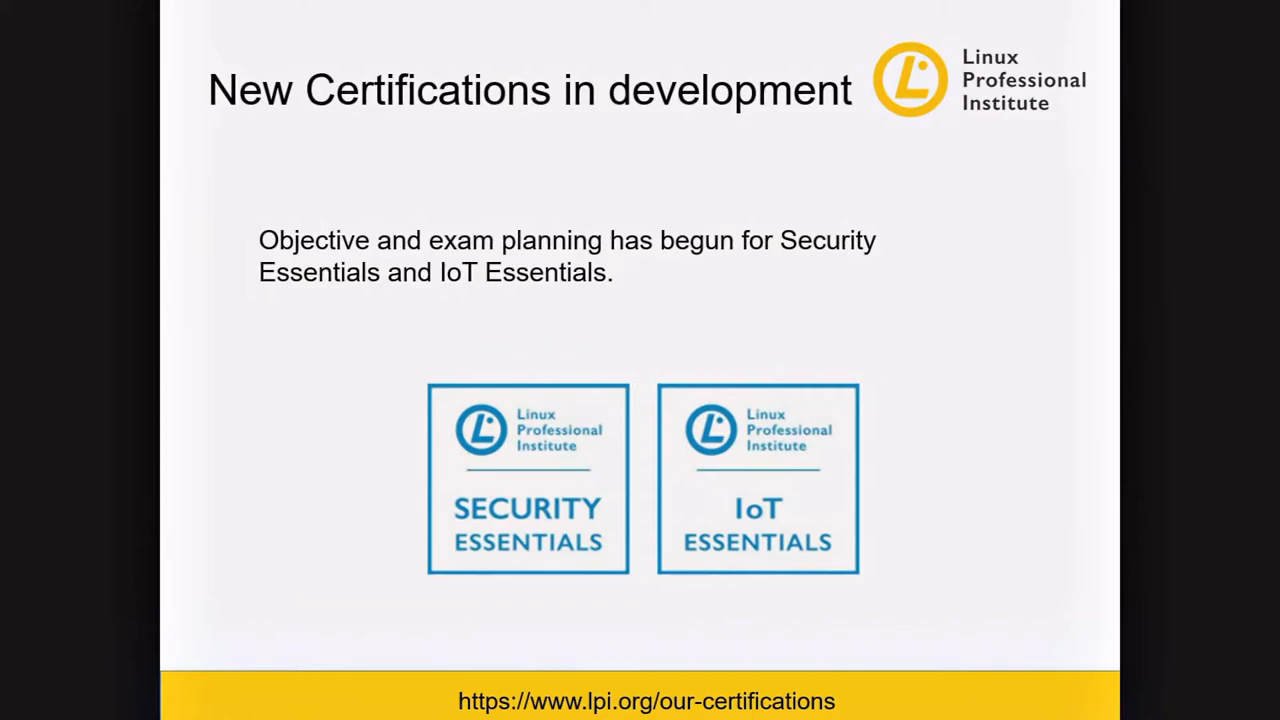 New Certifications in development
Linux
Professional
Institute
Objective and exam planning has begun for Security
Essentials and IoT Essentials.
Linux
Professional
Institute
SECURITY
ESSENTIALS
Linux
Professional
Institute
IoT
ESSENTIALS
https://www.lpi.org/our-certifications